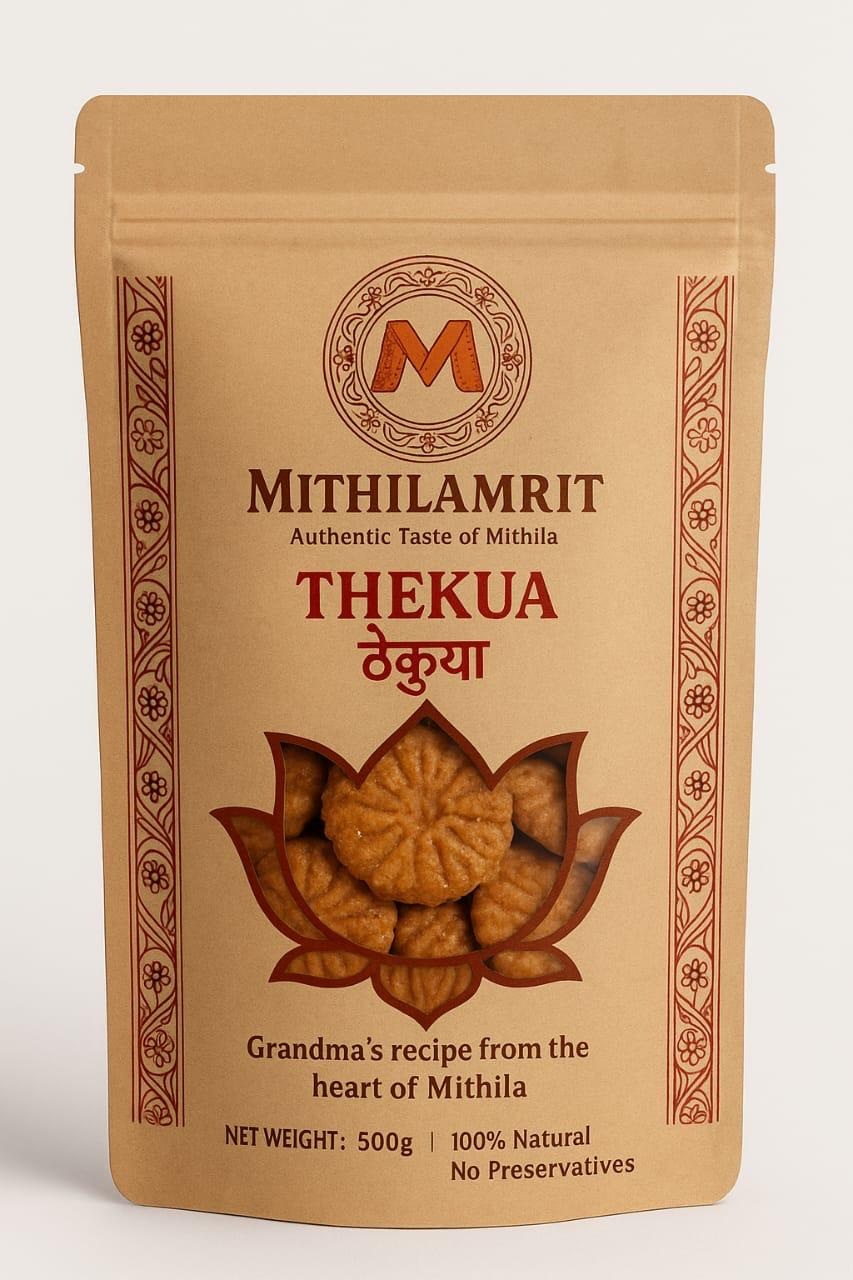 M
MITHILAMRIT
Authentic Taste of Mithila
THEKUA
ठेकुया
Grandma's recipe from the
heart of Mithila
NET WEIGHT: 500g | 100% Natural
No Preservatives